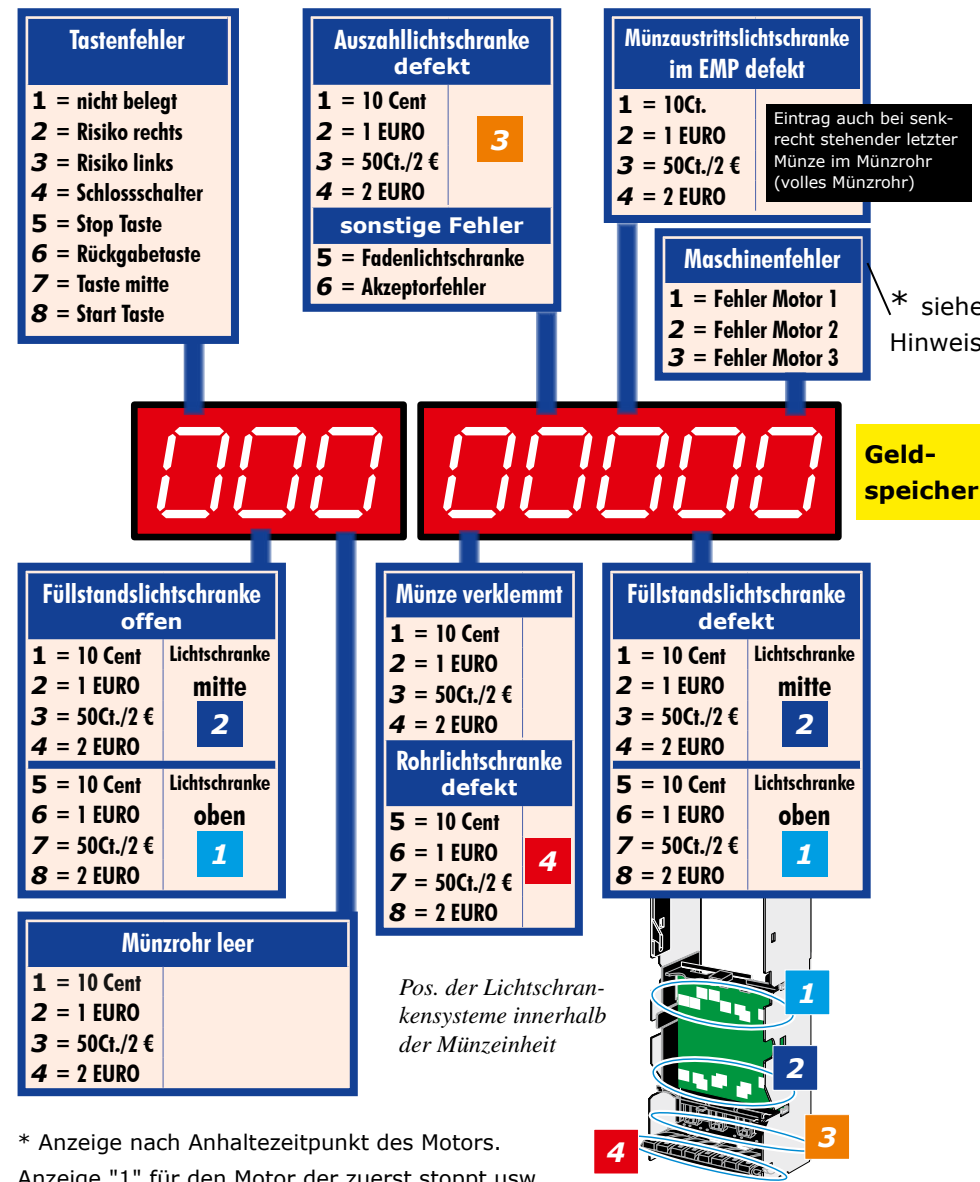 Tastenfehler
1 = nicht belegt
2 = Risiko rechts
3 = Risiko links
4 = Schlossschalter
5 = Stop Taste
6 = Rückgabetaste
7 = Taste mitte
8 = Start Taste
Auszahllichtschranke
defekt
1 = 10 Cent
2 = 1 EURO
3 = 50Ct./2 €
4 = 2 EURO
3
sonstige Fehler
5 = Fadenlichtschranke
6 = Akzeptorfehler
Münzaustrittslichtschranke
im EMP defekt
1 = 10Ct.
2 = 1 EURO
3 = 50Ct./2 €
4 = 2 EURO
Eintrag auch bei senk-
recht stehender letzter
Münze im Münzrohr
(volles Münzrohr)
Maschinenfehler
1 = Fehler Motor 1
2 = Fehler Motor 2
3 = Fehler Motor 3
* siehe
Hinweis
000 00000
Geld-
speicher
Füllstandslichtschranke
offen
1 = 10 Cent
2 = 1 EURO
3 = 50Ct./2 €
4 = 2 EURO
Lichtschranke
mitte
2
5 = 10 Cent
6 = 1 EURO
7 = 50Ct./2 €
8 = 2 EURO
Lichtschranke
oben
1
Münze verklemmt
1 = 10 Cent
2 = 1 EURO
3 = 50Ct./2 €
4 = 2 EURO
Rohrlichtschranke
defekt
5 = 10 Cent
6 = 1 EURO
7 = 50Ct./2 €
8 = 2 EURO
4
Füllstandslichtschranke
defekt
1 = 10 Cent
2 = 1 EURO
3 = 50Ct./2 €
4 = 2 EURO
Lichtschranke
mitte
2
5 = 10 Cent
6 = 1 EURO
7 = 50Ct./2 €
8 = 2 EURO
Lichtschranke
oben
1
Münzrohr leer
1 = 10 Cent
2 = 1 EURO
3 = 50Ct./2 €
4 = 2 EURO
Pos. der Lichtschran-
kensysteme innerhalb
der Münzeinheit
1
2
3
4
* Anzeige nach Anhaltezeitpunkt des Motors.
Anzeige "1" für den Motor der zuerst stoppt usw.